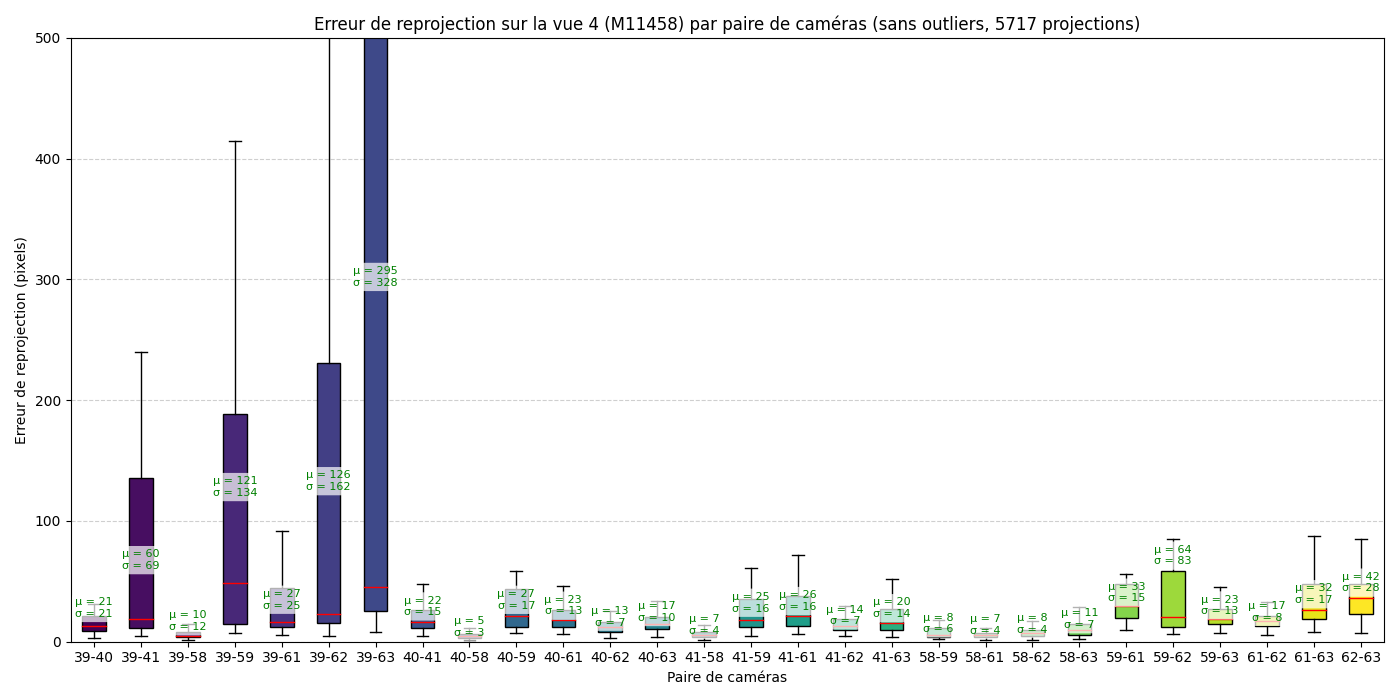 Erreur de reprojection sur la vue 4 (M11458) par paire de caméras (sans outliers, 5717 projections)
Erreur de reprojection (pixels)
500
400
300
200
100
0
μ = 21
σ = 21
μ = 60
σ = 69
μ = 10
σ = 12
μ = 121
σ = 134
μ = 27
σ = 25
μ = 126
σ = 162
μ = 295
σ = 328
μ = 22
σ = 15
μ = 5
σ = 3
μ = 27
σ = 17
μ = 23
σ = 13
μ = 13
σ = 7
μ = 17
σ = 10
μ = 7
σ = 4
μ = 25
σ = 16
μ = 26
σ = 16
μ = 14
σ = 7
μ = 20
σ = 14
μ = 8
σ = 6
μ = 7
σ = 4
μ = 8
σ = 4
μ = 11
σ = 7
μ = 33
σ = 15
μ = 64
σ = 83
μ = 23
σ = 13
μ = 17
σ = 8
μ = 32
σ = 17
μ = 42
σ = 28
39-40 39-41 39-58 39-59 39-61 39-62 39-63 40-41 40-58 40-59 40-61 40-62 40-63 41-58 41-59 41-61 41-62 41-63 58-59 58-61 58-62 58-63 59-61 59-62 59-63 61-62 61-63 62-63
Paire de caméras